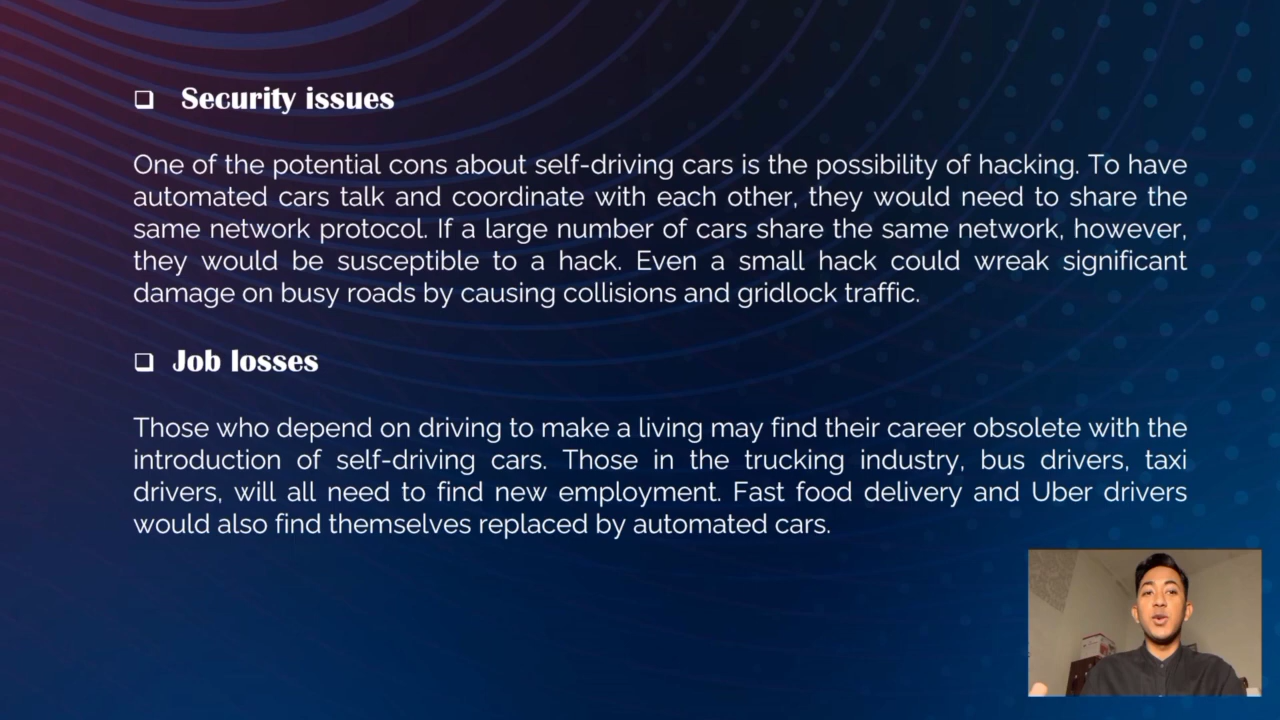 Security issues
One of the potential cons about self-driving cars is the possibility of hacking. To have
automated cars talk and coordinate with each other, they would need to share the
same network protocol. If a large number of cars share the same network, however,
they would be susceptible to a hack. Even a small hack could wreak significant
damage on busy roads by causing collisions and gridlock traffic.
Job losses
Those who depend on driving to make a living may find their career obsolete with the
introduction of self-driving cars. Those in the trucking industry, bus drivers, taxi
drivers, will all need to find new employment. Fast food delivery and Uber drivers
would also find themselves replaced by automated cars.